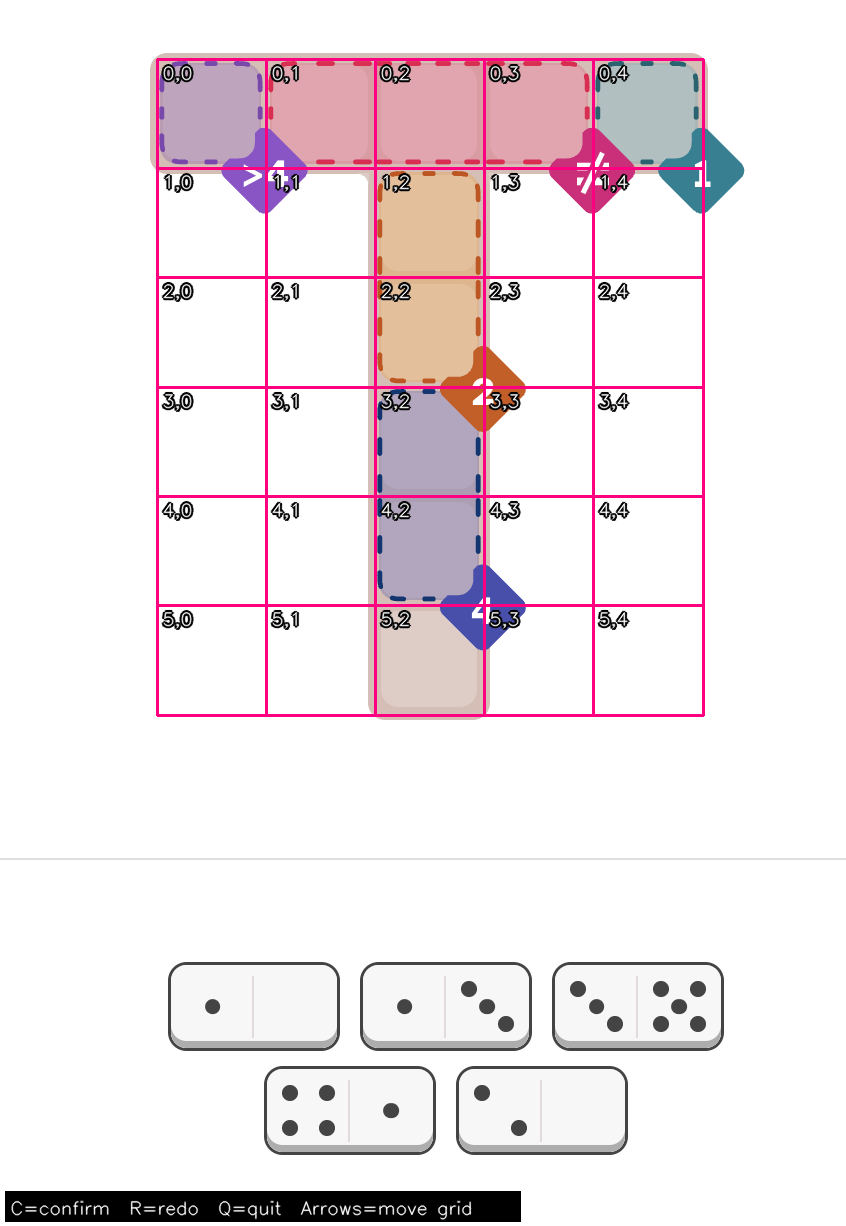 0,0 0,1 0,2 0,3 0,4
>4 ≠ 1
1,0 1,1 1,2 1,3 1,4
2,0 2,1 2,2 2,3 2,4
2
3,0 3,1 3,2 3,3 3,4
4,0 4,1 4,2 4,3 4,4
4
5,0 5,1 5,2 5,3 5,4
C=confirm R=redo Q=quit Arrows=move grid